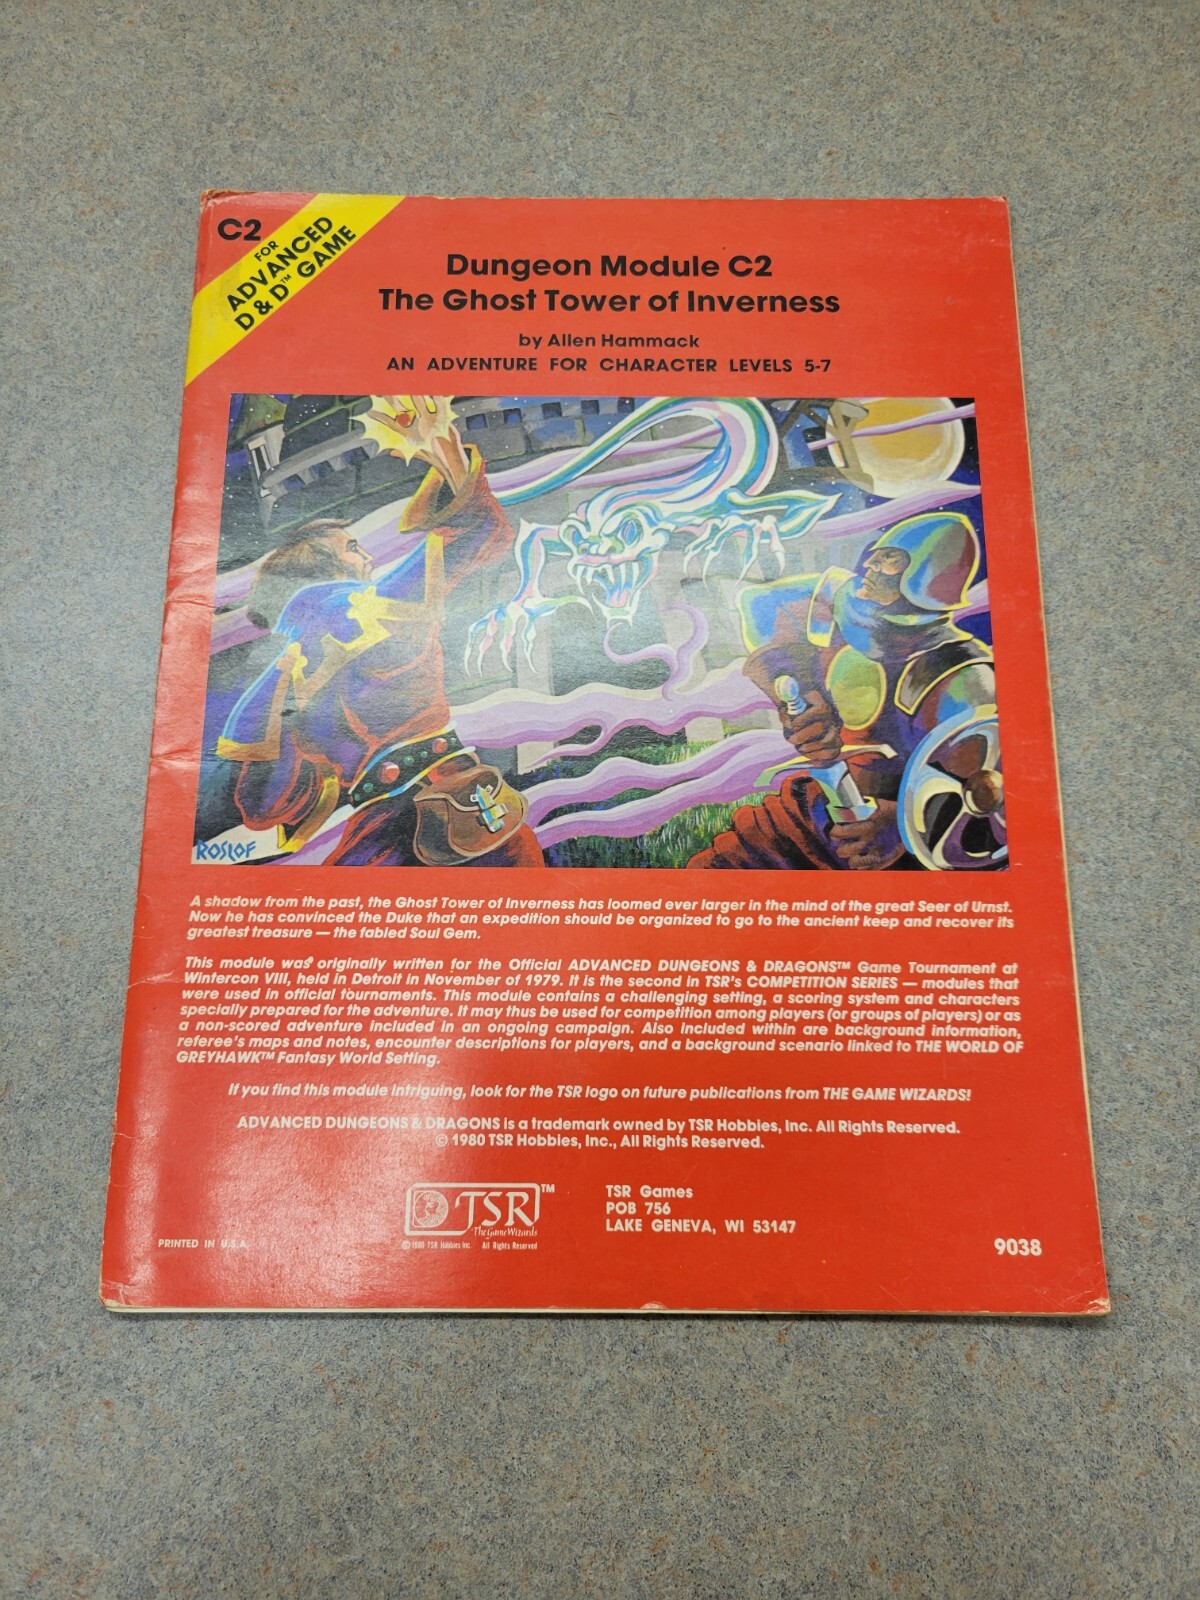 C2
FOR
ADVANCED
D & D™ GAME
Dungeon Module C2
The Ghost Tower of Inverness
by Allen Hammack
AN ADVENTURE FOR CHARACTER LEVELS 5-7
ROSLOF
A shadow from the past, the Ghost Tower of Inverness has loomed ever larger in the mind of the great Seer of Urnst.
Now he has convinced the Duke that an expedition should be organized to go to the ancient keep and recover its
greatest treasure — the fabled Soul Gem.
This module was originally written for the Official ADVANCED DUNGEONS & DRAGONS™ Game Tournament at
Wintercon VIII, held in Detroit in November of 1979. It is the second in TSR's COMPETITION SERIES — modules that
were used in official tournaments. This module contains a challenging setting, a scoring system and characters
specially prepared for the adventure. It may thus be used for competition among players (or groups of players) or as
a non-scored adventure included in an ongoing campaign. Also included within are background information,
referee's maps and notes, encounter descriptions for players, and a background scenario linked to THE WORLD OF
GREYHAWK™ Fantasy World Setting.
If you find this module intriguing, look for the TSR logo on future publications from THE GAME WIZARDS!
ADVANCED DUNGEONS & DRAGONS is a trademark owned by TSR Hobbies, Inc. All Rights Reserved.
© 1980 TSR Hobbies, Inc., All Rights Reserved.
TSR™
The Game Wizards
© 1980 TSR Hobbies Inc. All Rights Reserved
TSR Games
POB 756
LAKE GENEVA, WI 53147
PRINTED IN U.S.A.
9038